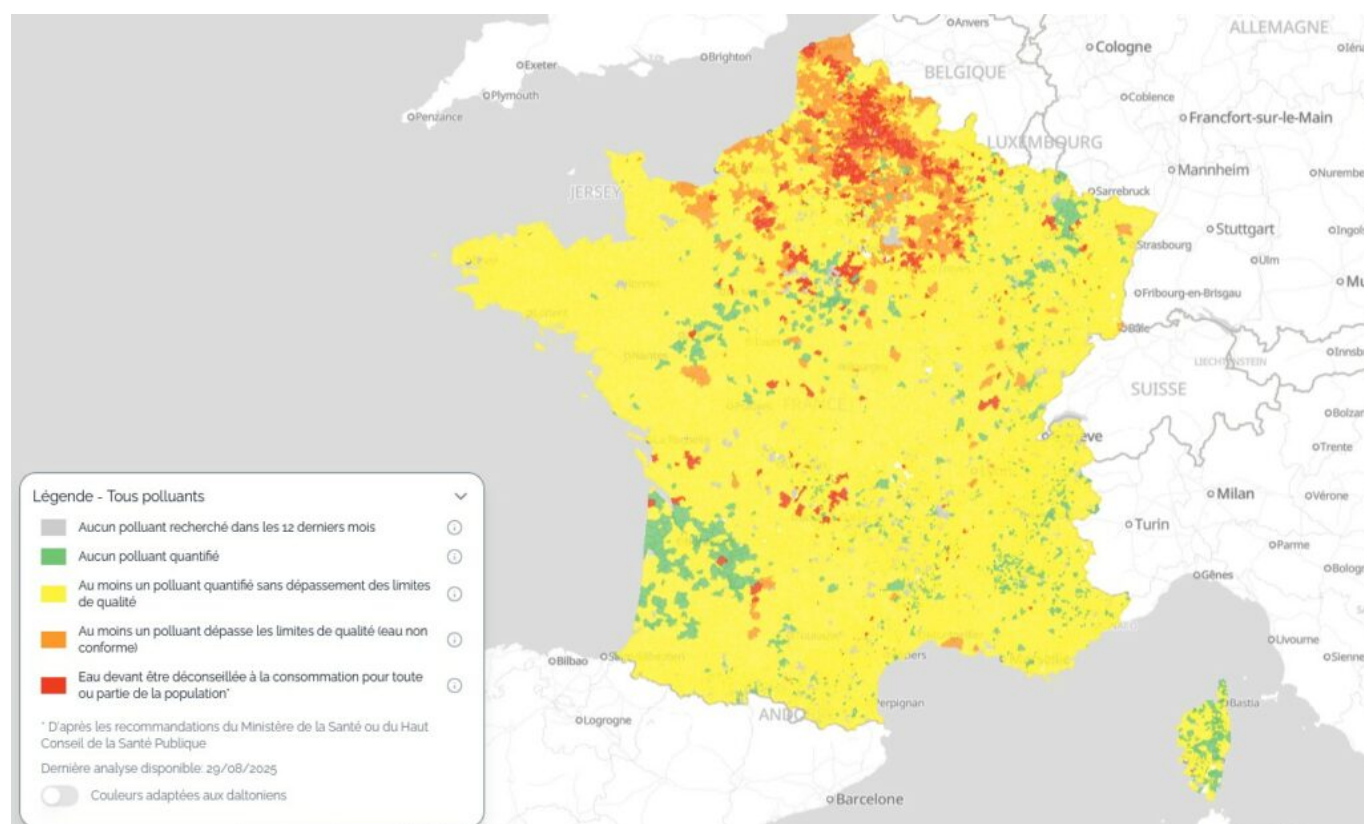 Anvers
ALLEMAGNE
Cologne
Exeter
Brighton
BELGIQUE
Plymouth
Coblence
Penzance
Francfort-sur-le-Main
LUXEMBOURG
Mannheim
JERSEY
Sarrebruck
Stuttgart
Strasbourg
Ulm
Fribourg-en-Brisgau
Bâle
LIECHTENSTEIN
SUISSE
Trente
Milan
Vérone
Turin
Parme
Gênes
Livourne
Bilbao
Bastia
Logrogne
Barcelone
Légende - Tous polluants
Aucun polluant recherché dans les 12 derniers mois
Aucun polluant quantifié
Au moins un polluant quantifié sans dépassement des limites
de qualité
Au moins un polluant dépasse les limites de qualité (eau non
conforme)
Eau devant être déconseillée à la consommation pour toute
ou partie de la population*
* D'après les recommandations du Ministère de la Santé ou du Haut
Conseil de la Santé Publique
Dernière analyse disponible: 29/08/2025
Couleurs adaptées aux daltoniens